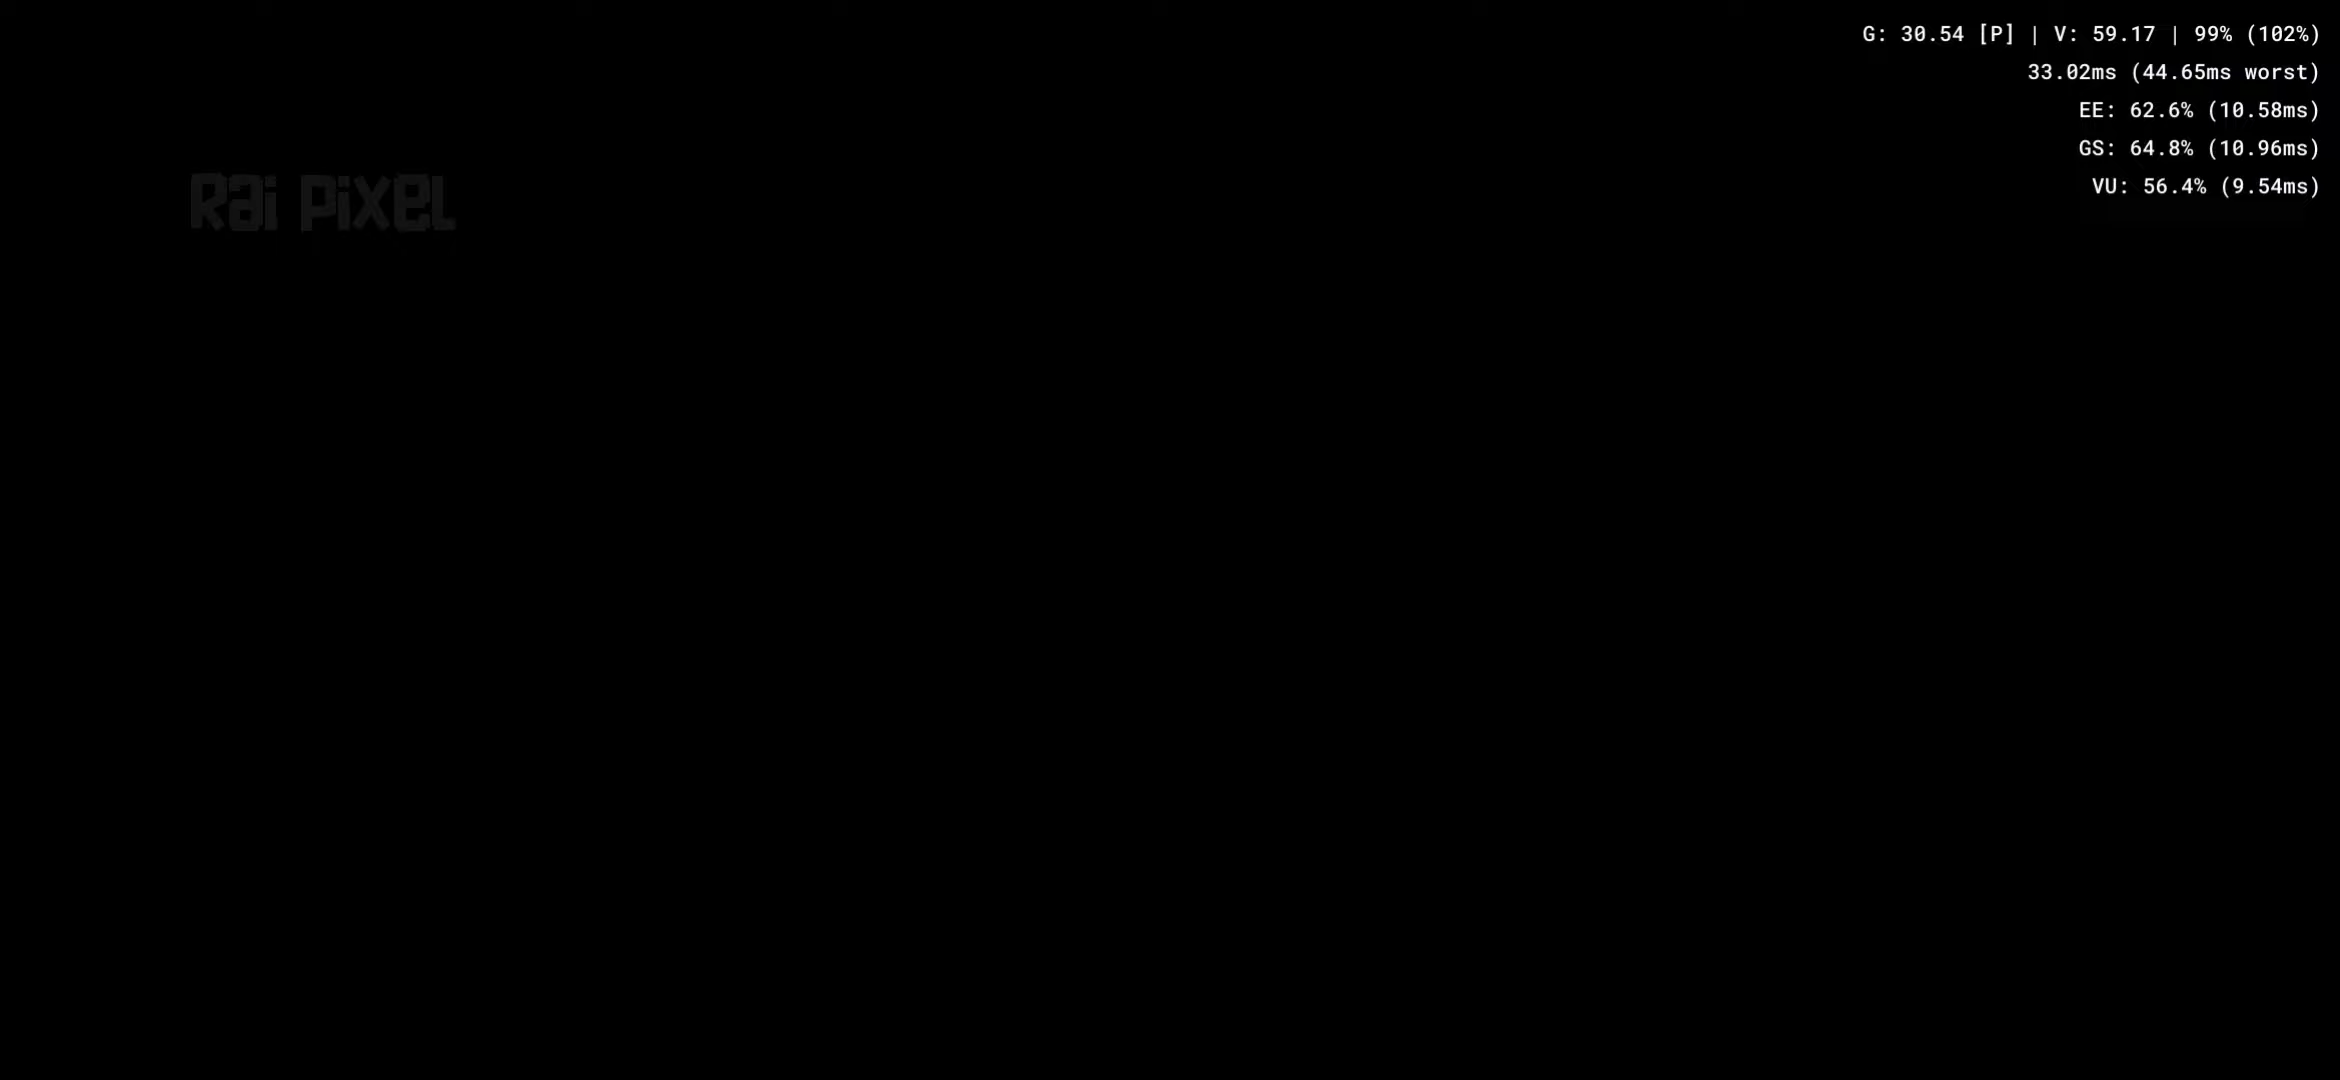 G: 30.54 [P] | V: 59.17 | 99% (102%)
33.02ms (44.65ms worst)
EE: 62.6% (10.58ms)
GS: 64.8% (10.96ms)
VU: 56.4% (9.54ms)
Rai Pixel